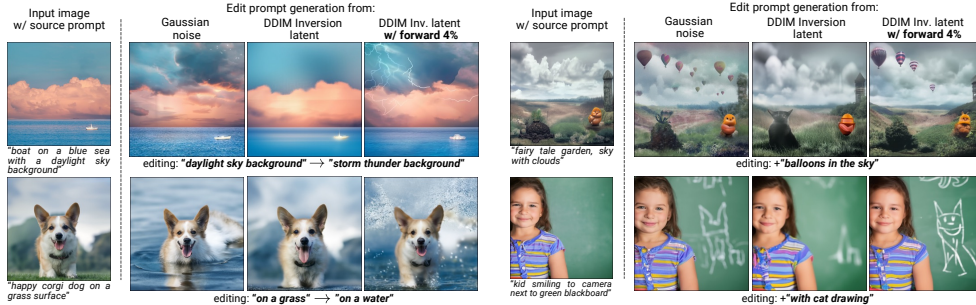 Input image
w/ source prompt
Edit prompt generation from:
Gaussian
noise
DDIM Inversion
latent
DDIM Inv. latent
w/ forward 4%
"boat on a blue sea
with a daylight sky
background"
editing: "daylight sky background" → "storm thunder background"
"happy corgi dog on a
grass surface"
editing: "on a grass" → "on a water"
Input image
w/ source prompt
Edit prompt generation from:
Gaussian
noise
DDIM Inversion
latent
DDIM Inv. latent
w/ forward 4%
"fairy tale garden, sky
with clouds"
editing: +"balloons in the sky"
"kid smiling to camera
next to green blackboard"
editing: +"with cat drawing"